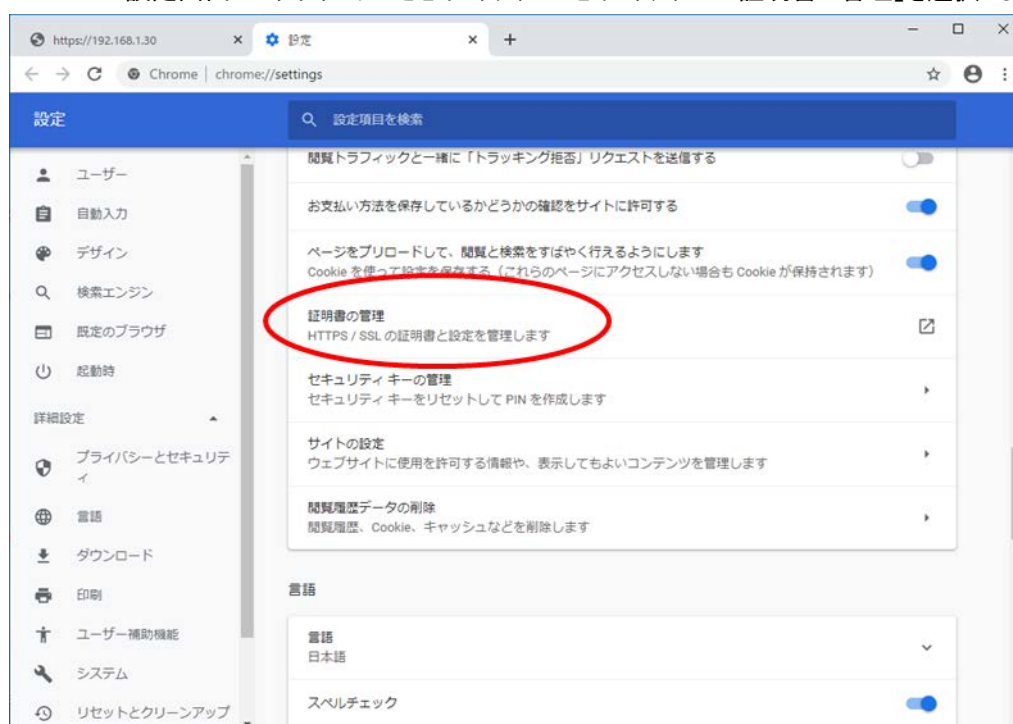 証明書の管理」を選択
https://192.168.1.30
設定
Chrome | chrome://settings
設定
設定項目を検索
ユーザー
自動入力
デザイン
検索エンジン
既定のブラウザ
起動時
詳細設定
プライバシーとセキュリテ
ィ
言語
ダウンロード
印刷
ユーザー補助機能
システム
リセットとクリーンアップ
閲覧トラフィックと一緒に「トラッキング拒否」リクエストを送信する
お支払い方法を保存しているかどうかの確認をサイトに許可する
ページをプリロードして、閲覧と検索をすばやく行えるようにします
Cookie を使って設定を保存する（これらのページにアクセスしない場合も Cookie が保持されます）
証明書の管理
HTTPS / SSL の証明書と設定を管理します
セキュリティ キーの管理
セキュリティ キーをリセットして PIN を作成します
サイトの設定
ウェブサイトに使用を許可する情報や、表示してもよいコンテンツを管理します
閲覧履歴データの削除
閲覧履歴、Cookie、キャッシュなどを削除します
言語
言語
日本語
スペルチェック